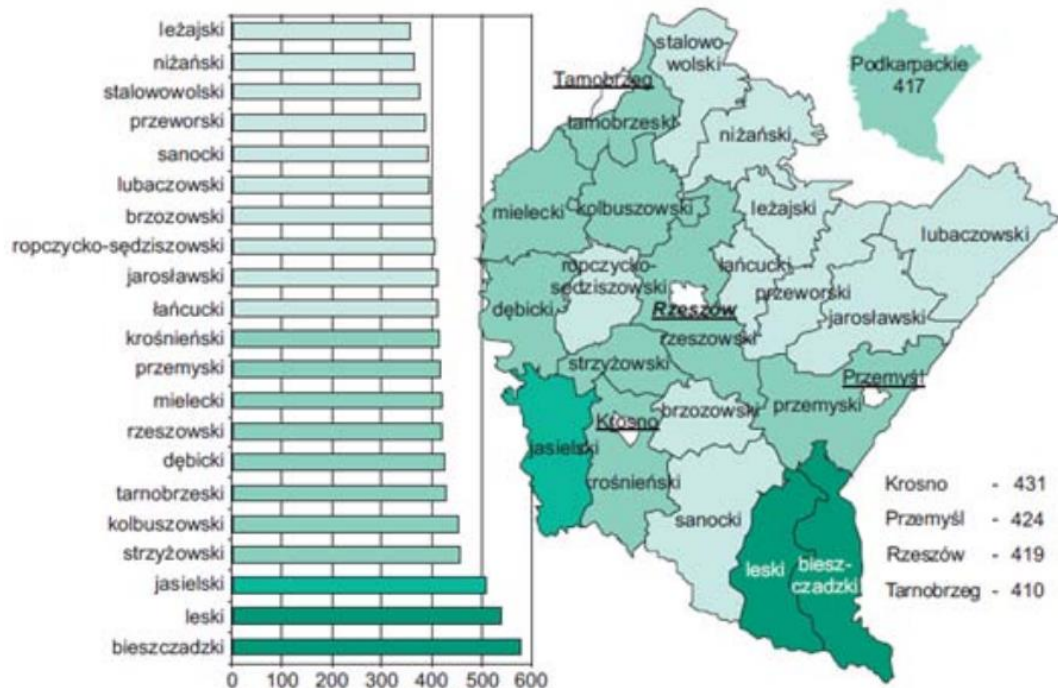 leżajski
niżański
stalowowolski
przeworski
sanocki
lubaczowski
brzozowski
ropczycko-sędziszowski
jarosławski
łańcucki
krośnieński
przemyski
mielecki
rzeszowski
dębicki
tarnobrzeski
kolbuszowski
strzyżowski
jasielski
leski
bieszczadzki
0 100 200 300 400 500 600
stalowo-
wolski
Tarnobrzeg
tarnobrzeski
niżański
Podkarpackie
417
mielecki
kolbuszowski
leżajski
lubaczowski
ropczycko-
sędziszowski
łańcucki
przeworski
dębicki
Rzeszów
jarosławski
rzeszowski
strzyżowski
Przemyśl
przemyski
brzozowski
Krosno
jasielski
krośnieński
sanocki
leski
biesz-
czadzki
Krosno - 431
Przemyśl - 424
Rzeszów - 419
Tarnobrzeg - 410